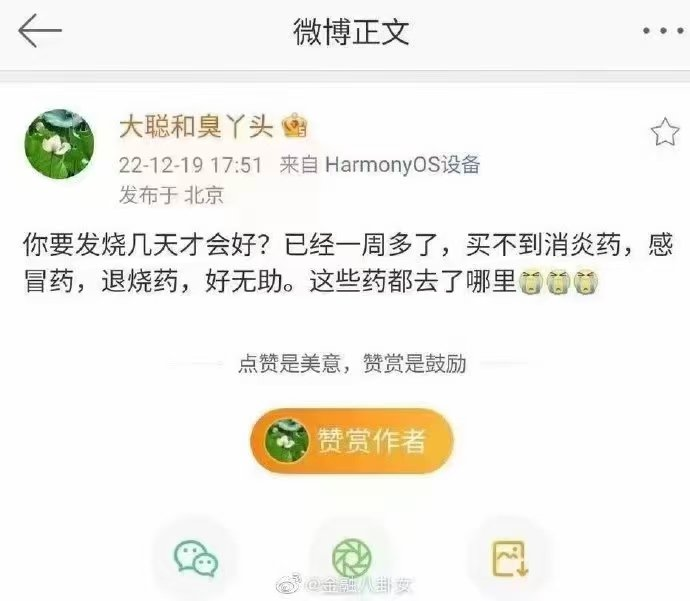 微博正文
大聪和臭丫头
22-12-19 17:51 来自 HarmonyOS设备
发布于 北京
你要发烧几天才会好？已经一周多了，买不到消炎药，感
冒药，退烧药，好无助。这些药都去了哪里😭😭😭
点赞是美意，赞赏是鼓励
赞赏作者
@金融八卦女